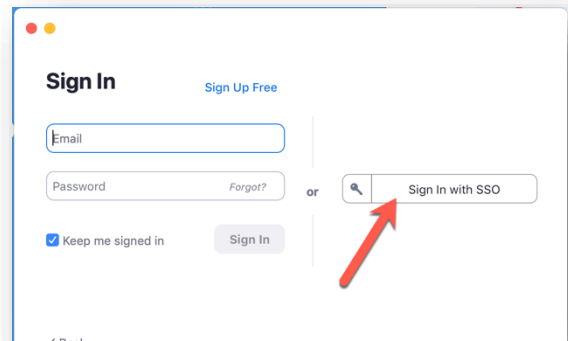 Sign In
Sign Up Free
Email
Password
Forgot?
or
Sign In with SSO
Keep me signed in
Sign In